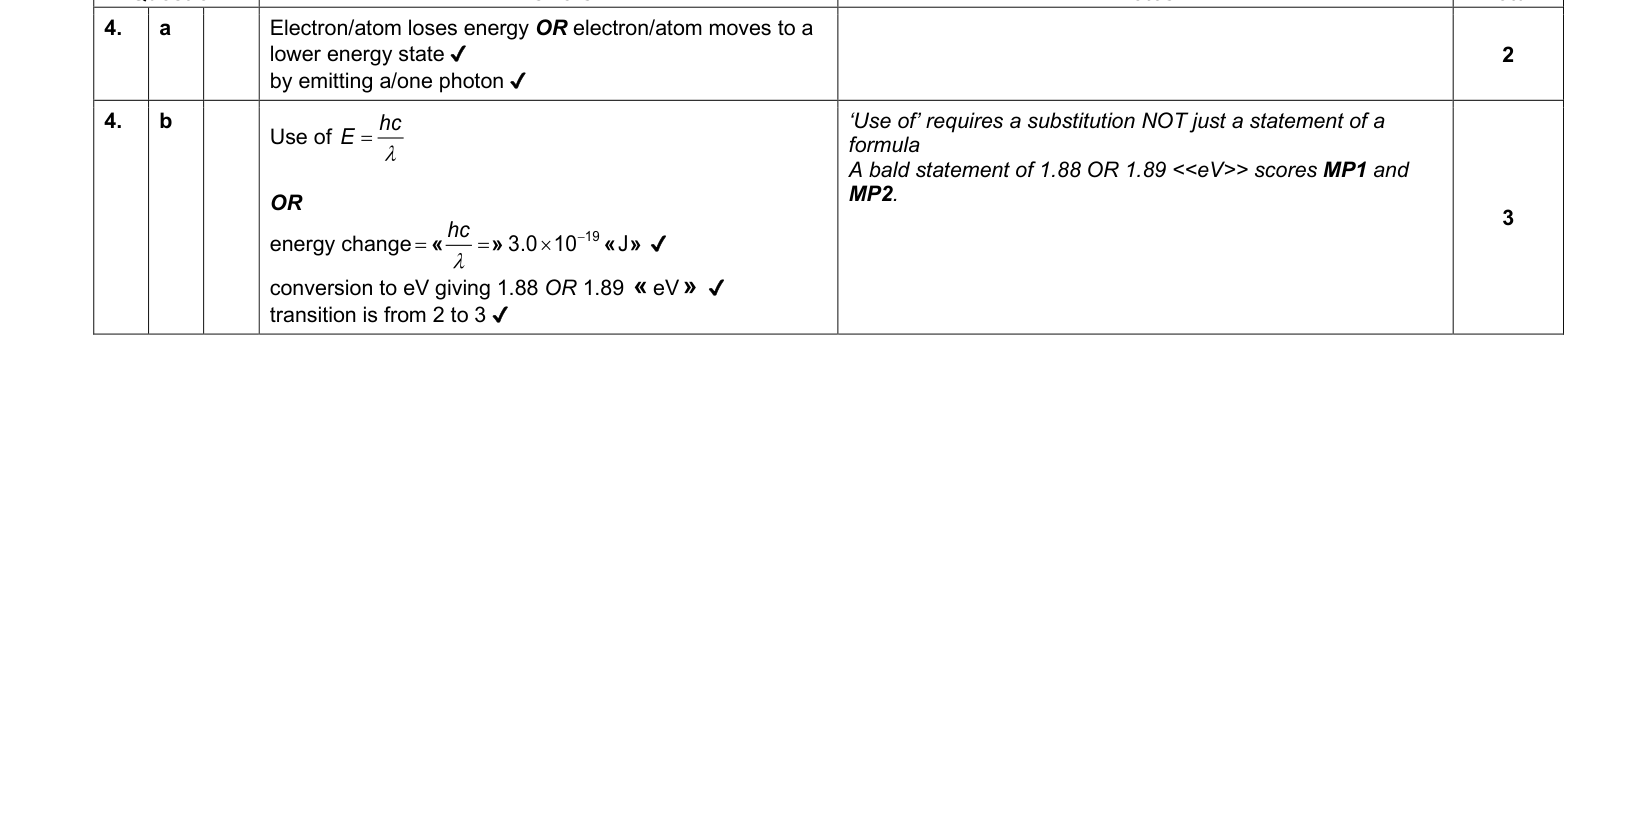 4. a Electron/atom loses energy OR electron/atom moves to a
lower energy state ✓
by emitting a/one photon ✓
2
4. b Use of E = hc/λ
OR
energy change = «hc/λ =» 3.0×10⁻¹⁹ «J» ✓
conversion to eV giving 1.88 OR 1.89 « eV» ✓
transition is from 2 to 3 ✓
‘Use of’ requires a substitution NOT just a statement of a
formula
A bald statement of 1.88 OR 1.89 <<eV>> scores MP1 and
MP2.
3